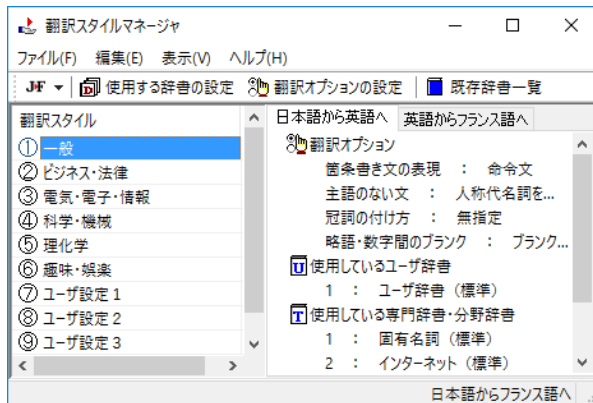 翻訳スタイルマネージャ
ファイル(F) 編集(E) 表示(V) ヘルプ(H)
J/F 使用する辞書の設定 翻訳オプションの設定 既存辞書一覧
翻訳スタイル
① 一般
② ビジネス・法律
③ 電気・電子・情報
④ 科学・機械
⑤ 理化学
⑥ 趣味・娯楽
⑦ ユーザ設定 1
⑧ ユーザ設定 2
⑨ ユーザ設定 3
日本語から英語へ 英語からフランス語へ
翻訳オプション
箇条書き文の表現 : 命令文
主語のない文 : 人称代名詞を...
冠詞の付け方 : 無指定
略語・数字間のブランク : ブランク...
U 使用しているユーザ辞書
1 : ユーザ辞書 (標準)
T 使用している専門辞書・分野辞書
1 : 固有名詞 (標準)
2 : インターネット (標準)
日本語からフランス語へ